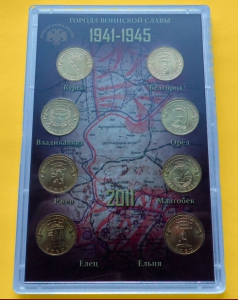 ГОРОДА ВОИНСКОЙ СЛАВЫ
1941-1945
Курск Белгород
Владикавказ Орёл
Ржев Малгобек
2011
Елец Ельня